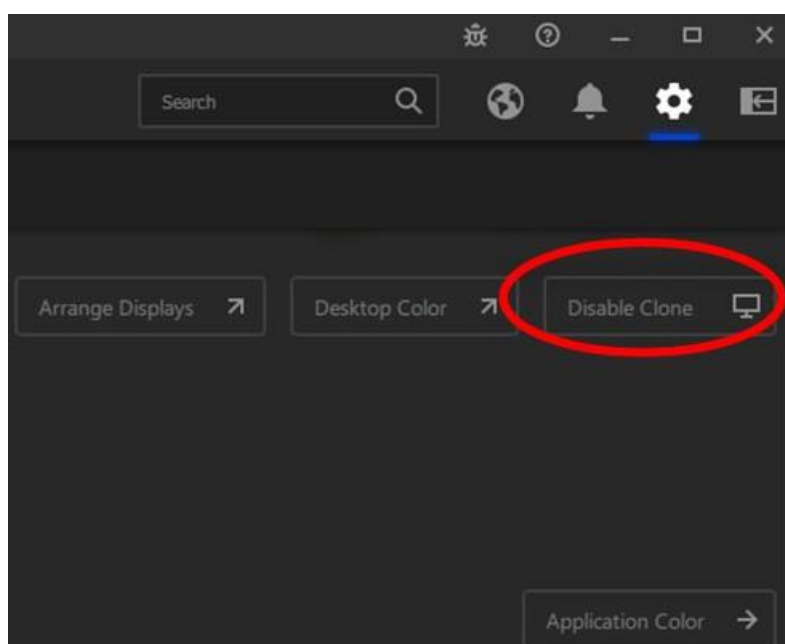 Search
Arrange Displays
Desktop Color
Disable Clone
Application Color